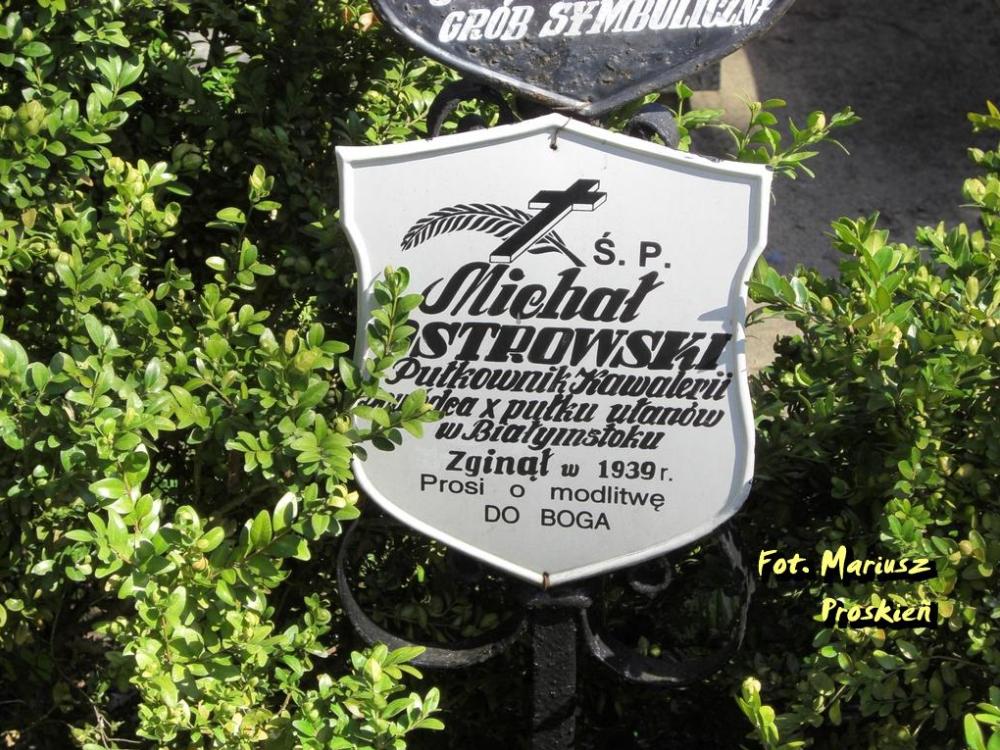 GRÓB SYMBOLICZNY
Ś. P.
Michał
OSTROWSKI
Pułkownik Kawalerii
x pułku ułanów
w Białymstoku
Zginął w 1939 r.
Prosi o modlitwę
DO BOGA
Fot. Mariusz
Proskień